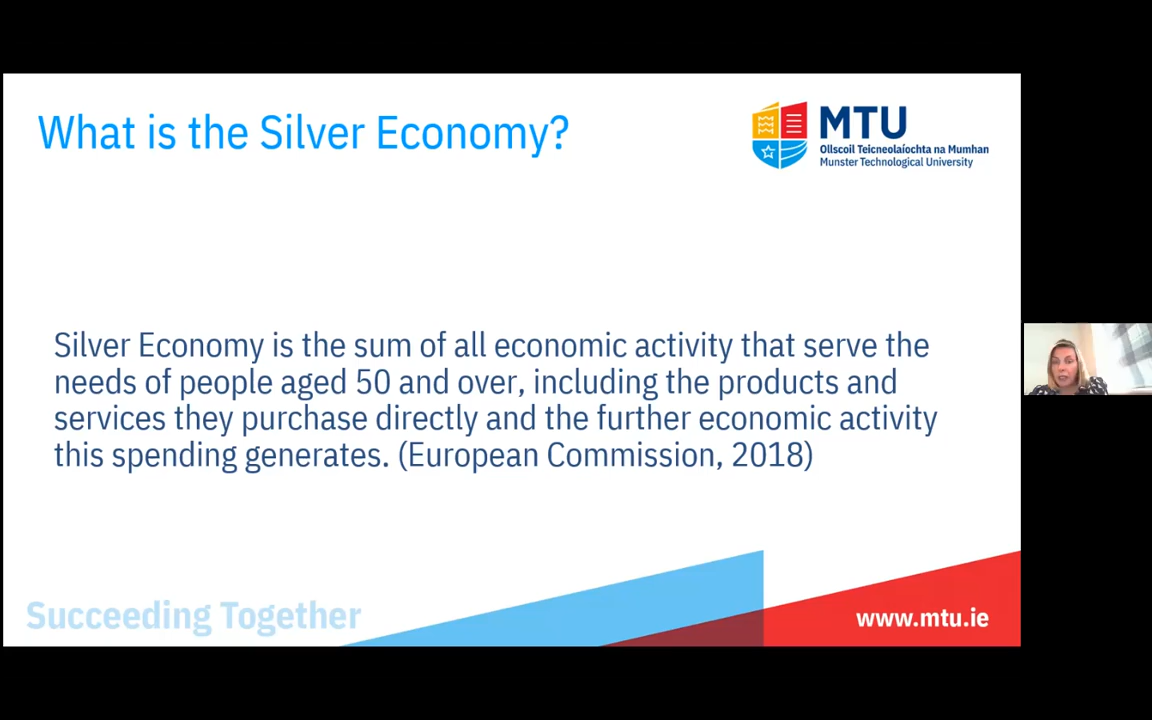 What is the Silver Economy?
MTU
Ollscoil Teicneolaíochta na Mumhan
Munster Technological University
Silver Economy is the sum of all economic activity that serve the
needs of people aged 50 and over, including the products and
services they purchase directly and the further economic activity
this spending generates. (European Commission, 2018)
Succeeding Together
www.mtu.ie